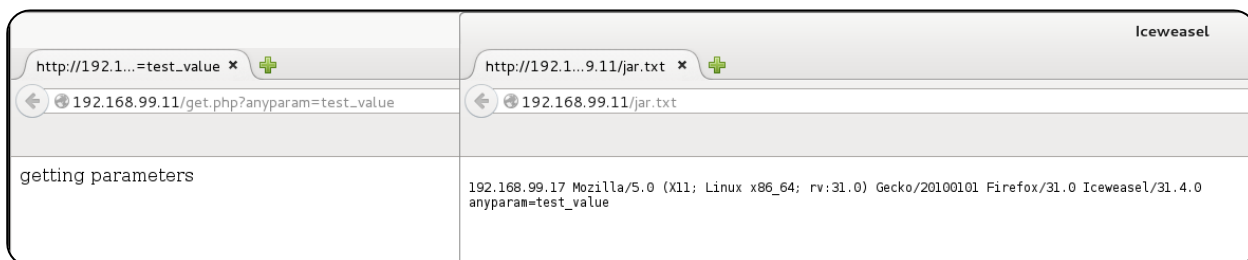 Iceweasel
http://192.1...=test_value
192.168.99.11/get.php?anyparam=test_value
getting parameters
http://192.1...9.11/jar.txt
192.168.99.11/jar.txt
192.168.99.17 Mozilla/5.0 (X11; Linux x86_64; rv:31.0) Gecko/20100101 Firefox/31.0 Iceweasel/31.4.0
anyparam=test_value